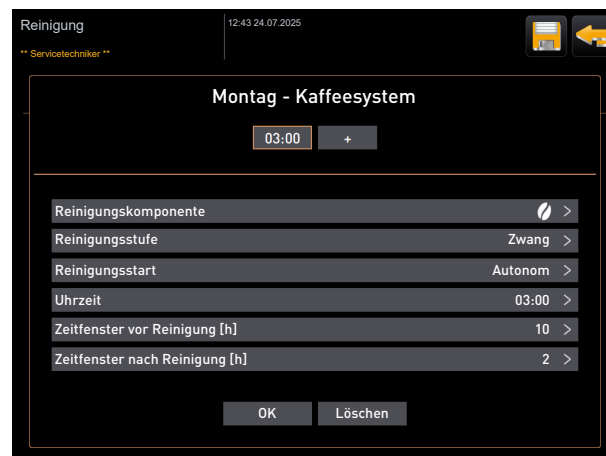 Reinigung
12:43 24.07.2025
** Servicetechniker **
Montag - Kaffeesystem
03:00 +
Reinigungskomponente >
Reinigungsstufe Zwang >
Reinigungsstart Autonom >
Uhrzeit 03:00 >
Zeitfenster vor Reinigung [h] 10 >
Zeitfenster nach Reinigung [h] 2 >
OK Löschen